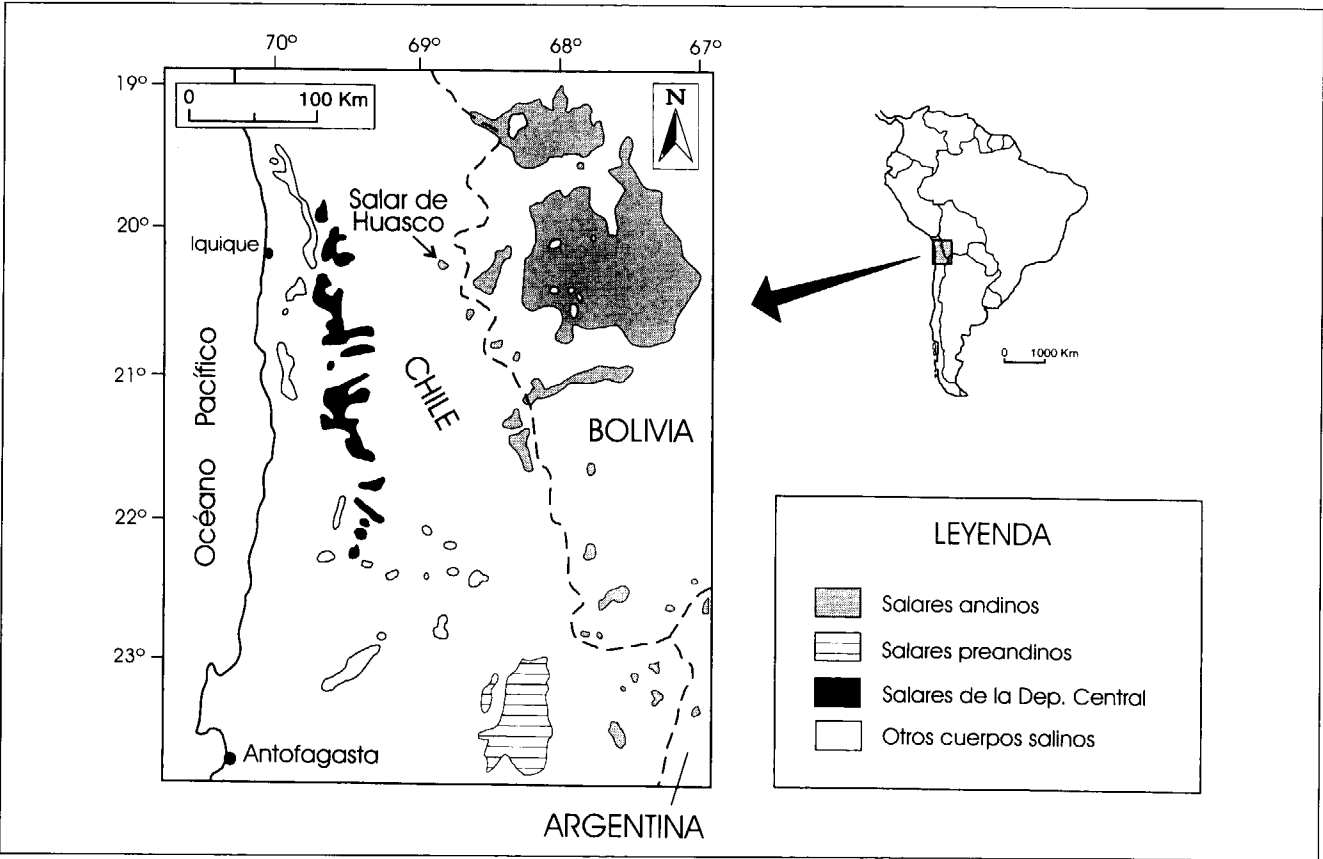 70°
69°
68°
67°
19°
20°
21°
22°
23°
0 100 Km
N
Salar de
Huasco
Iquique
Océano Pacífico
CHILE
BOLIVIA
Antofagasta
ARGENTINA
0 1000 Km
LEYENDA
Salares andinos
Salares preandinos
Salares de la Dep. Central
Otros cuerpos salinos